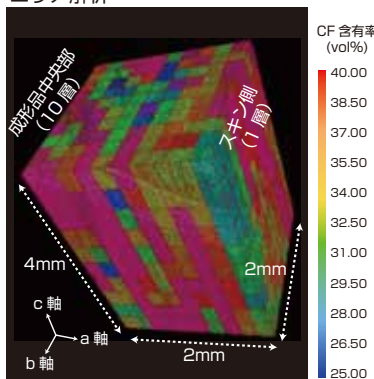 成形品中央部
(10 層)
スキン側
(1 層)
4mm
2mm
2mm
c 軸
a 軸
b 軸
CF 含有率
(vol%)
40.00
38.50
37.00
35.50
34.00
32.50
31.00
29.50
28.00
26.50
25.00